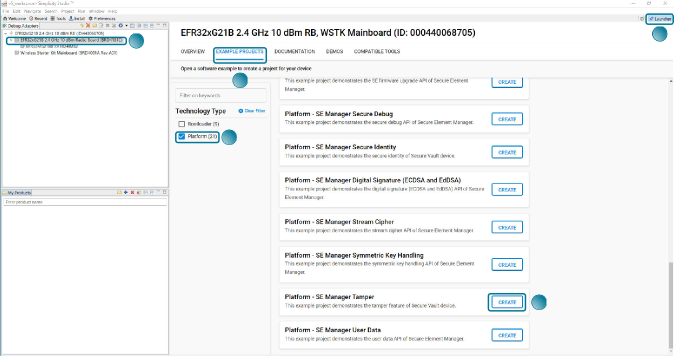 v5_workspace - Simplicity Studio ™
File Edit Navigate Search Project Run Window Help
Welcome Recent Tools Install Preferences
Launcher
Debug Adapters
EFR32xG21B 2.4 GHz 10 dBm RB, WSTK Mainboard (ID: 000440068705)
EFR32xG21B 2.4 GHz 10 dBm RB, WSTK Mainboard (ID: 000440068705)
OVERVIEW EXAMPLE PROJECTS DOCUMENTATION DEMOS COMPATIBLE TOOLS
Wireless Starter Kit Mainboard (BRD4001A Rev A01)
Open a software example to create a project for your device
Filter on keywords
Technology Type Clear Filter
Bootloader (9)
Platform (21)
This example project demonstrates the SE firmware upgrade API of Secure Element
Manager.
CREATE
Platform - SE Manager Secure Debug
This example project demonstrates the secure debug API of Secure Element Manager.
CREATE
Platform - SE Manager Secure Identity
This example project demonstrates the secure identity of Secure Vault device.
CREATE
Platform - SE Manager Digital Signature (ECDSA and EdDSA)
This example project demonstrates the digital signature (ECDSA and EdDSA) API of Secure
Element Manager.
CREATE
Platform - SE Manager Stream Cipher
This example project demonstrates the stream cipher API of Secure Element Manager.
CREATE
Platform - SE Manager Symmetric Key Handling
This example project demonstrates the symmetric key handling API of Secure Element
Manager.
CREATE
Platform - SE Manager Tamper
This example project demonstrates the tamper feature of Secure Vault device.
CREATE
Platform - SE Manager User Data
This example project demonstrates the user data API of Secure Element Manager.
CREATE
My Products
Enter product name